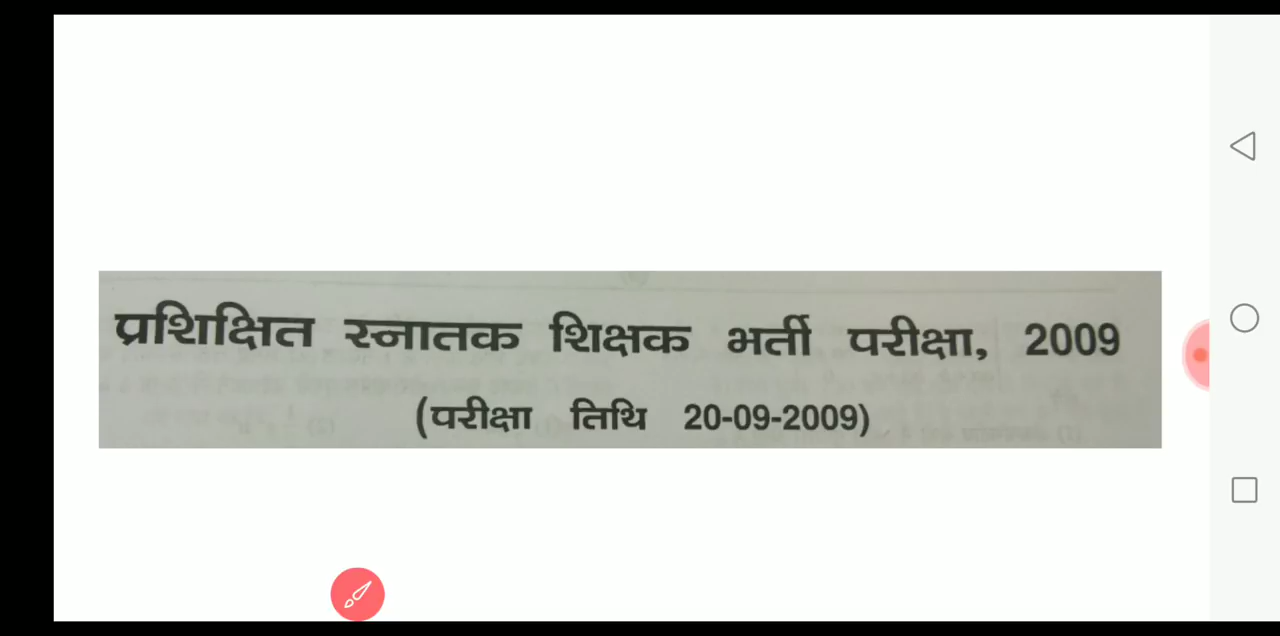 प्रशिक्षित स्नातक शिक्षक भर्ती परीक्षा, 2009
(परीक्षा तिथि 20-09-2009)